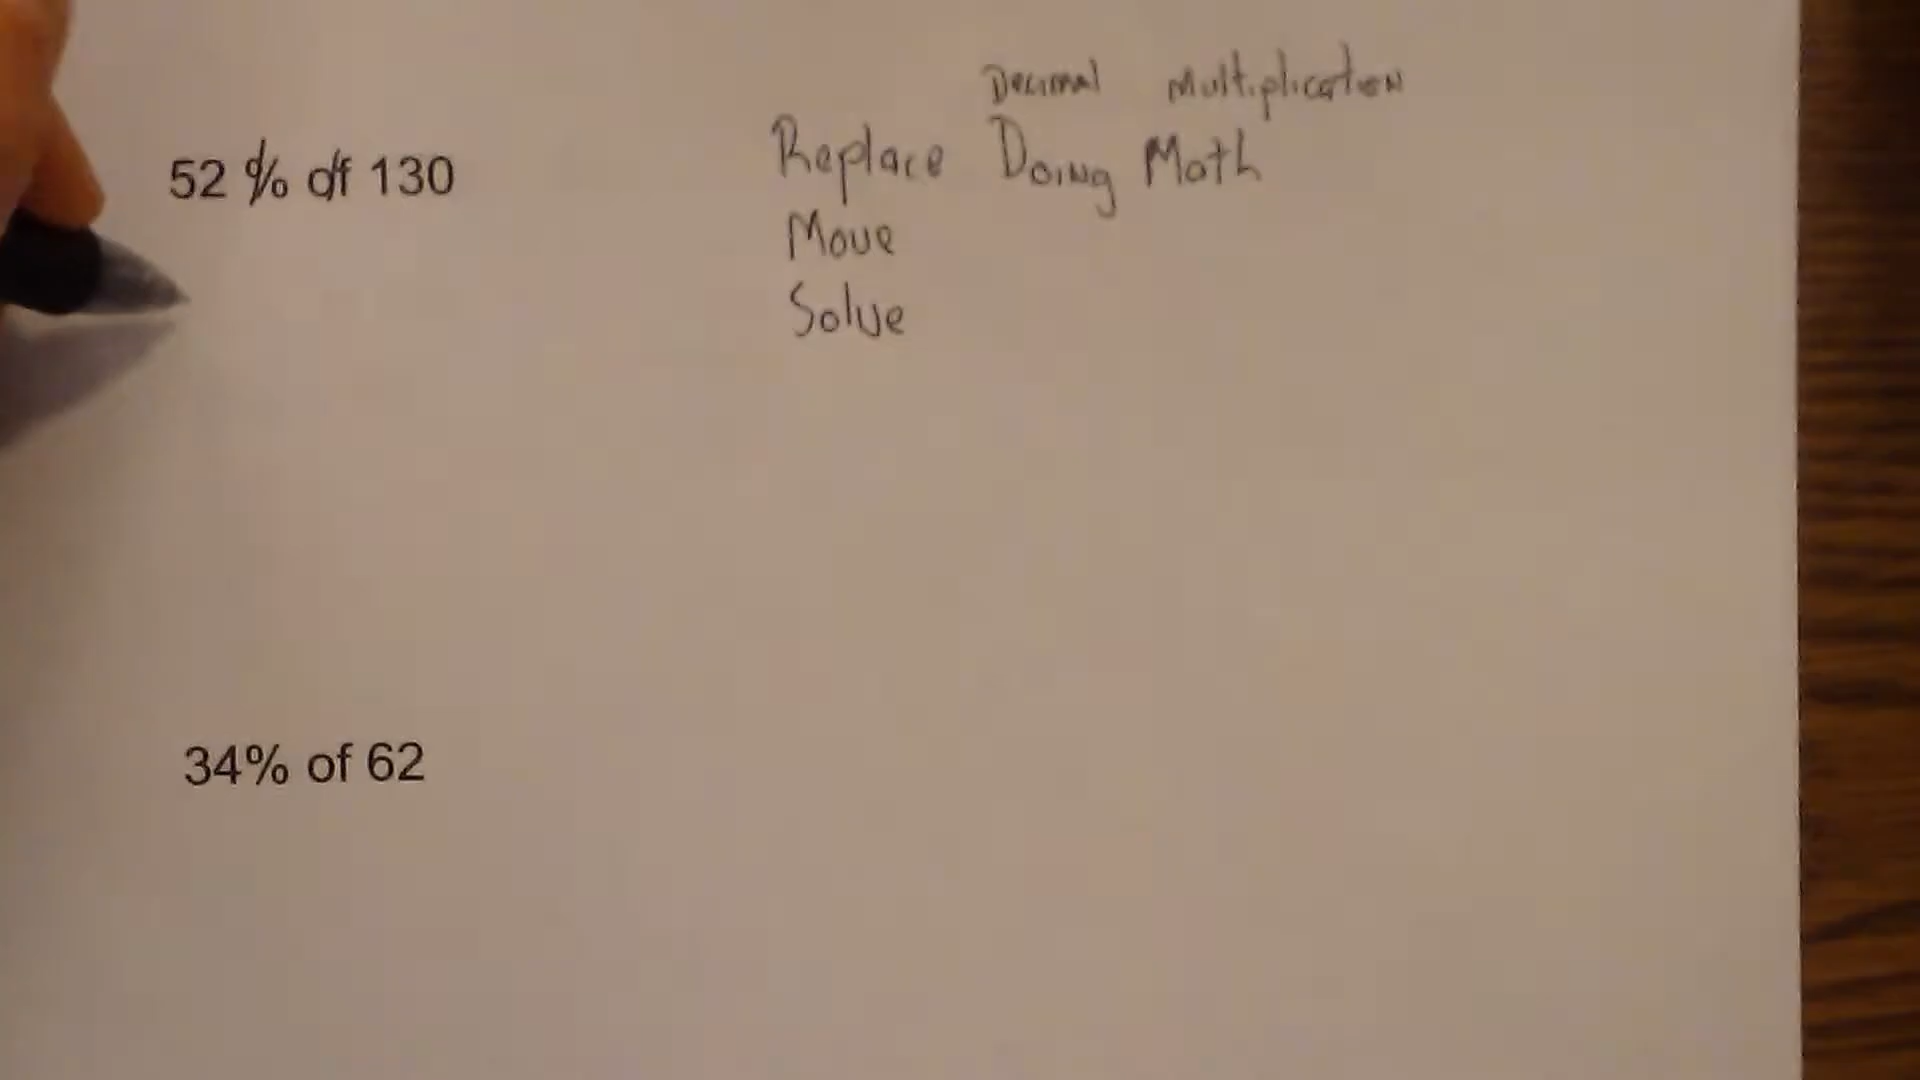 Decimal Multiplication
52 % of 130 Replace Doing Math
Move
Solve
34% of 62